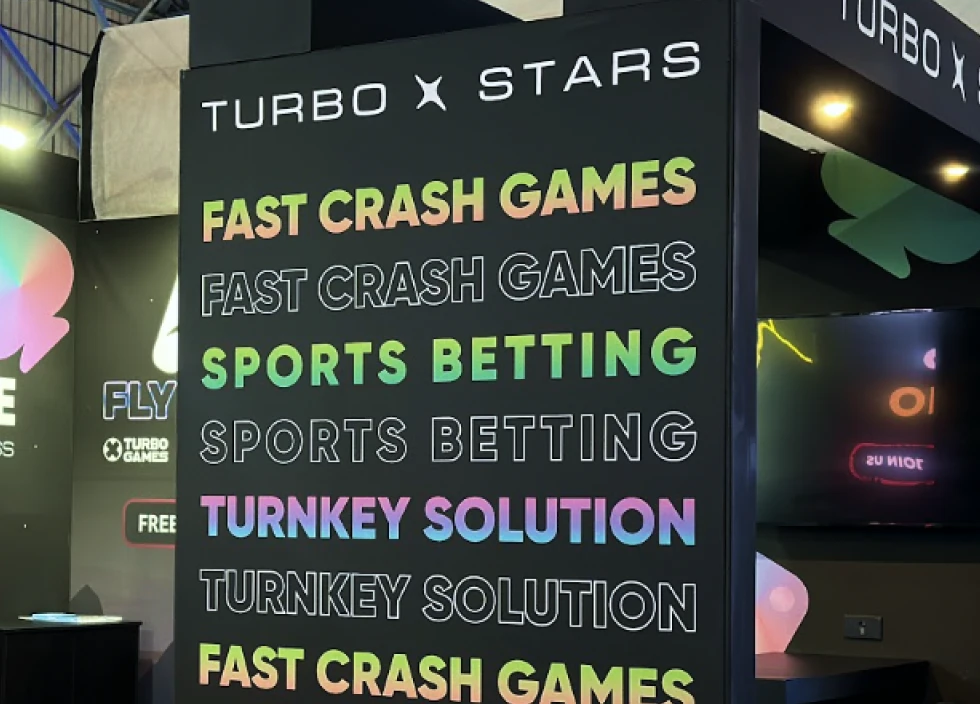 TURBO STARS
TURBO
FAST CRASH GAMES
FAST CRASH GAMES
SPORTS BETTING
SPORTS BETTING
TURNKEY SOLUTION
TURNKEY SOLUTION
FAST CRASH GAMES
FLY
TURBO
GAMES
FREE
JOIN US